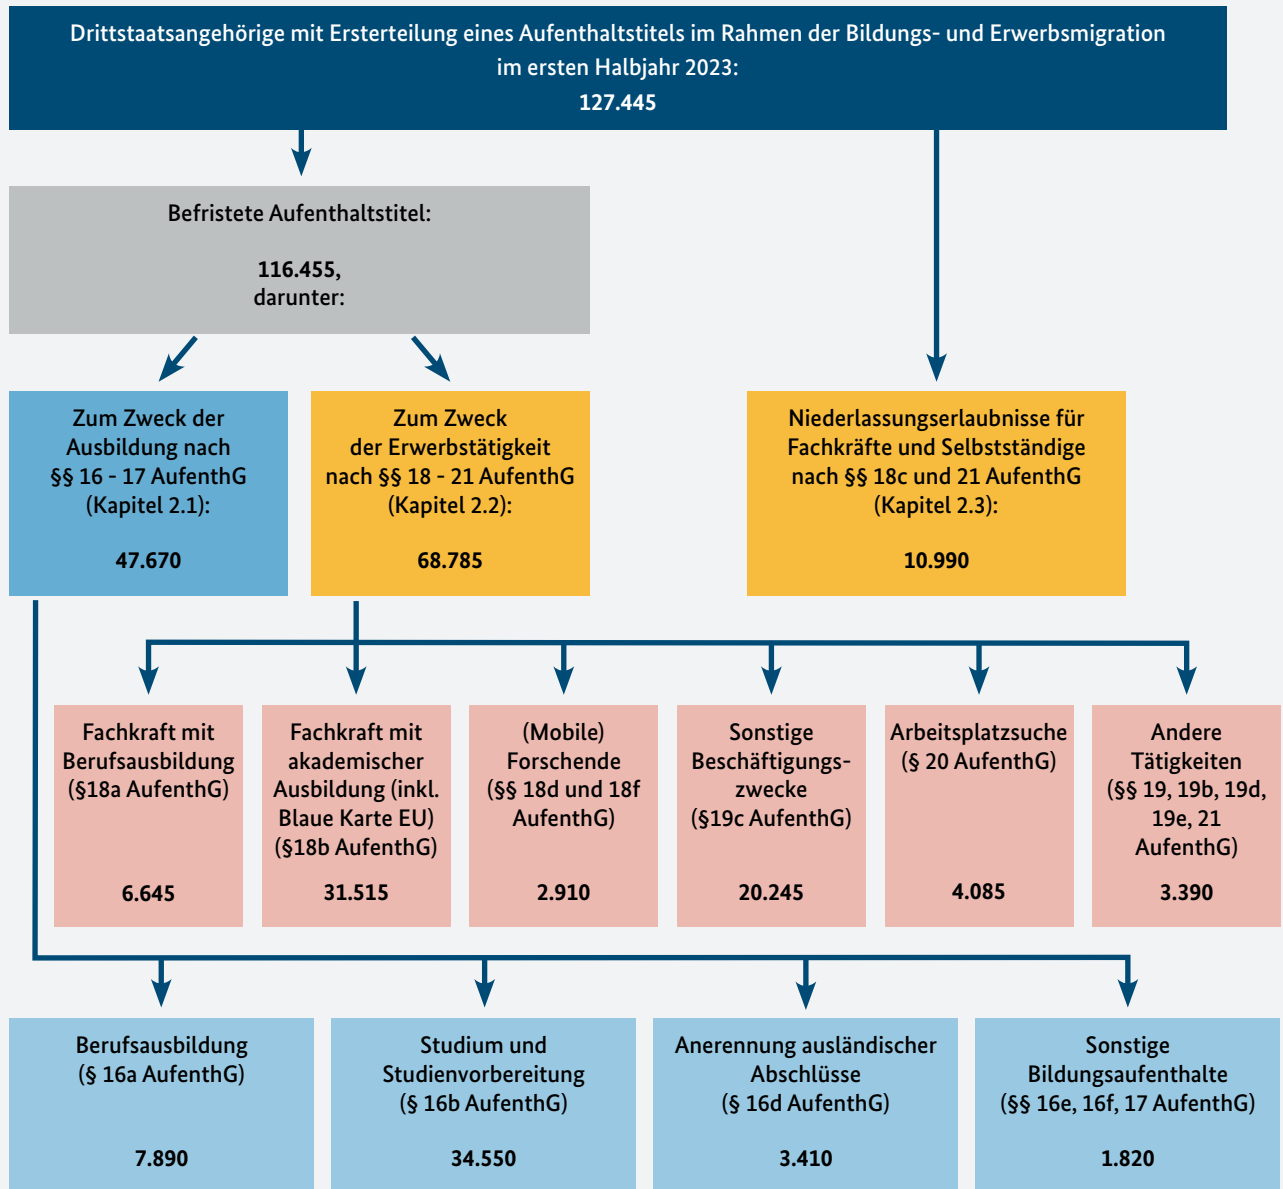 Drittstaatsangehörige mit Ersterteilung eines Aufenthaltstitels im Rahmen der Bildungs- und Erwerbsmigration
im ersten Halbjahr 2023:
127.445
Befristete Aufenthaltstitel:
116.455,
darunter:
Zum Zweck der
Ausbildung nach
§§ 16 - 17 AufenthG
(Kapitel 2.1):
47.670
Zum Zweck
der Erwerbstätigkeit
nach §§ 18 - 21 AufenthG
(Kapitel 2.2):
68.785
Niederlassungserlaubnisse für
Fachkräfte und Selbstständige
nach §§ 18c und 21 AufenthG
(Kapitel 2.3):
10.990
Fachkraft mit
Berufsausbildung
(§18a AufenthG)
6.645
Fachkraft mit
akademischer
Ausbildung (inkl.
Blaue Karte EU)
(§18b AufenthG)
31.515
(Mobile)
Forschende
(§§ 18d und 18f
AufenthG)
2.910
Sonstige
Beschäftigungs-
zwecke
(§19c AufenthG)
20.245
Arbeitsplatzsuche
(§ 20 AufenthG)
4.085
Andere
Tätigkeiten
(§§ 19, 19b, 19d,
19e, 21
AufenthG)
3.390
Berufsausbildung
(§ 16a AufenthG)
7.890
Studium und
Studienvorbereitung
(§ 16b AufenthG)
34.550
Anerennung ausländischer
Abschlüsse
(§ 16d AufenthG)
3.410
Sonstige
Bildungsaufenthalte
(§§ 16e, 16f, 17 AufenthG)
1.820